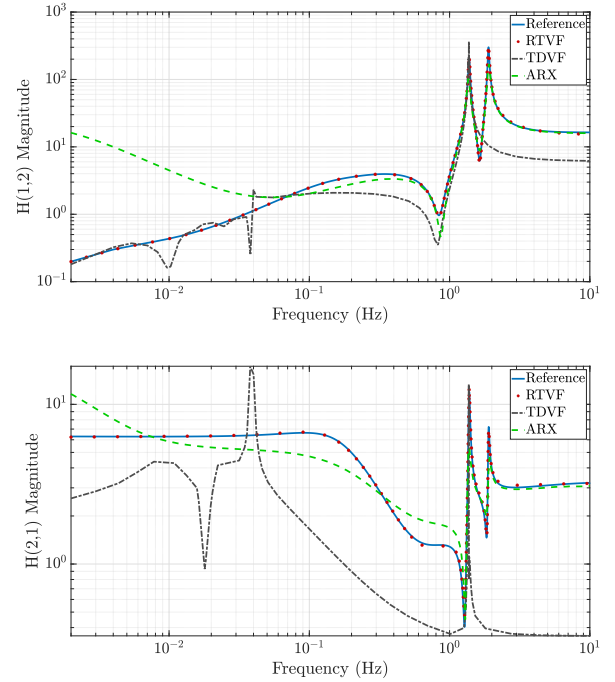 10^3
10^2
10^1
10^0
10^-1
H(1,2) Magnitude
Reference
RTVF
TDVF
ARX
10^-2 10^-1 10^0 10^1
Frequency (Hz)
10^1
10^0
H(2,1) Magnitude
Reference
RTVF
TDVF
ARX
10^-2 10^-1 10^0 10^1
Frequency (Hz)